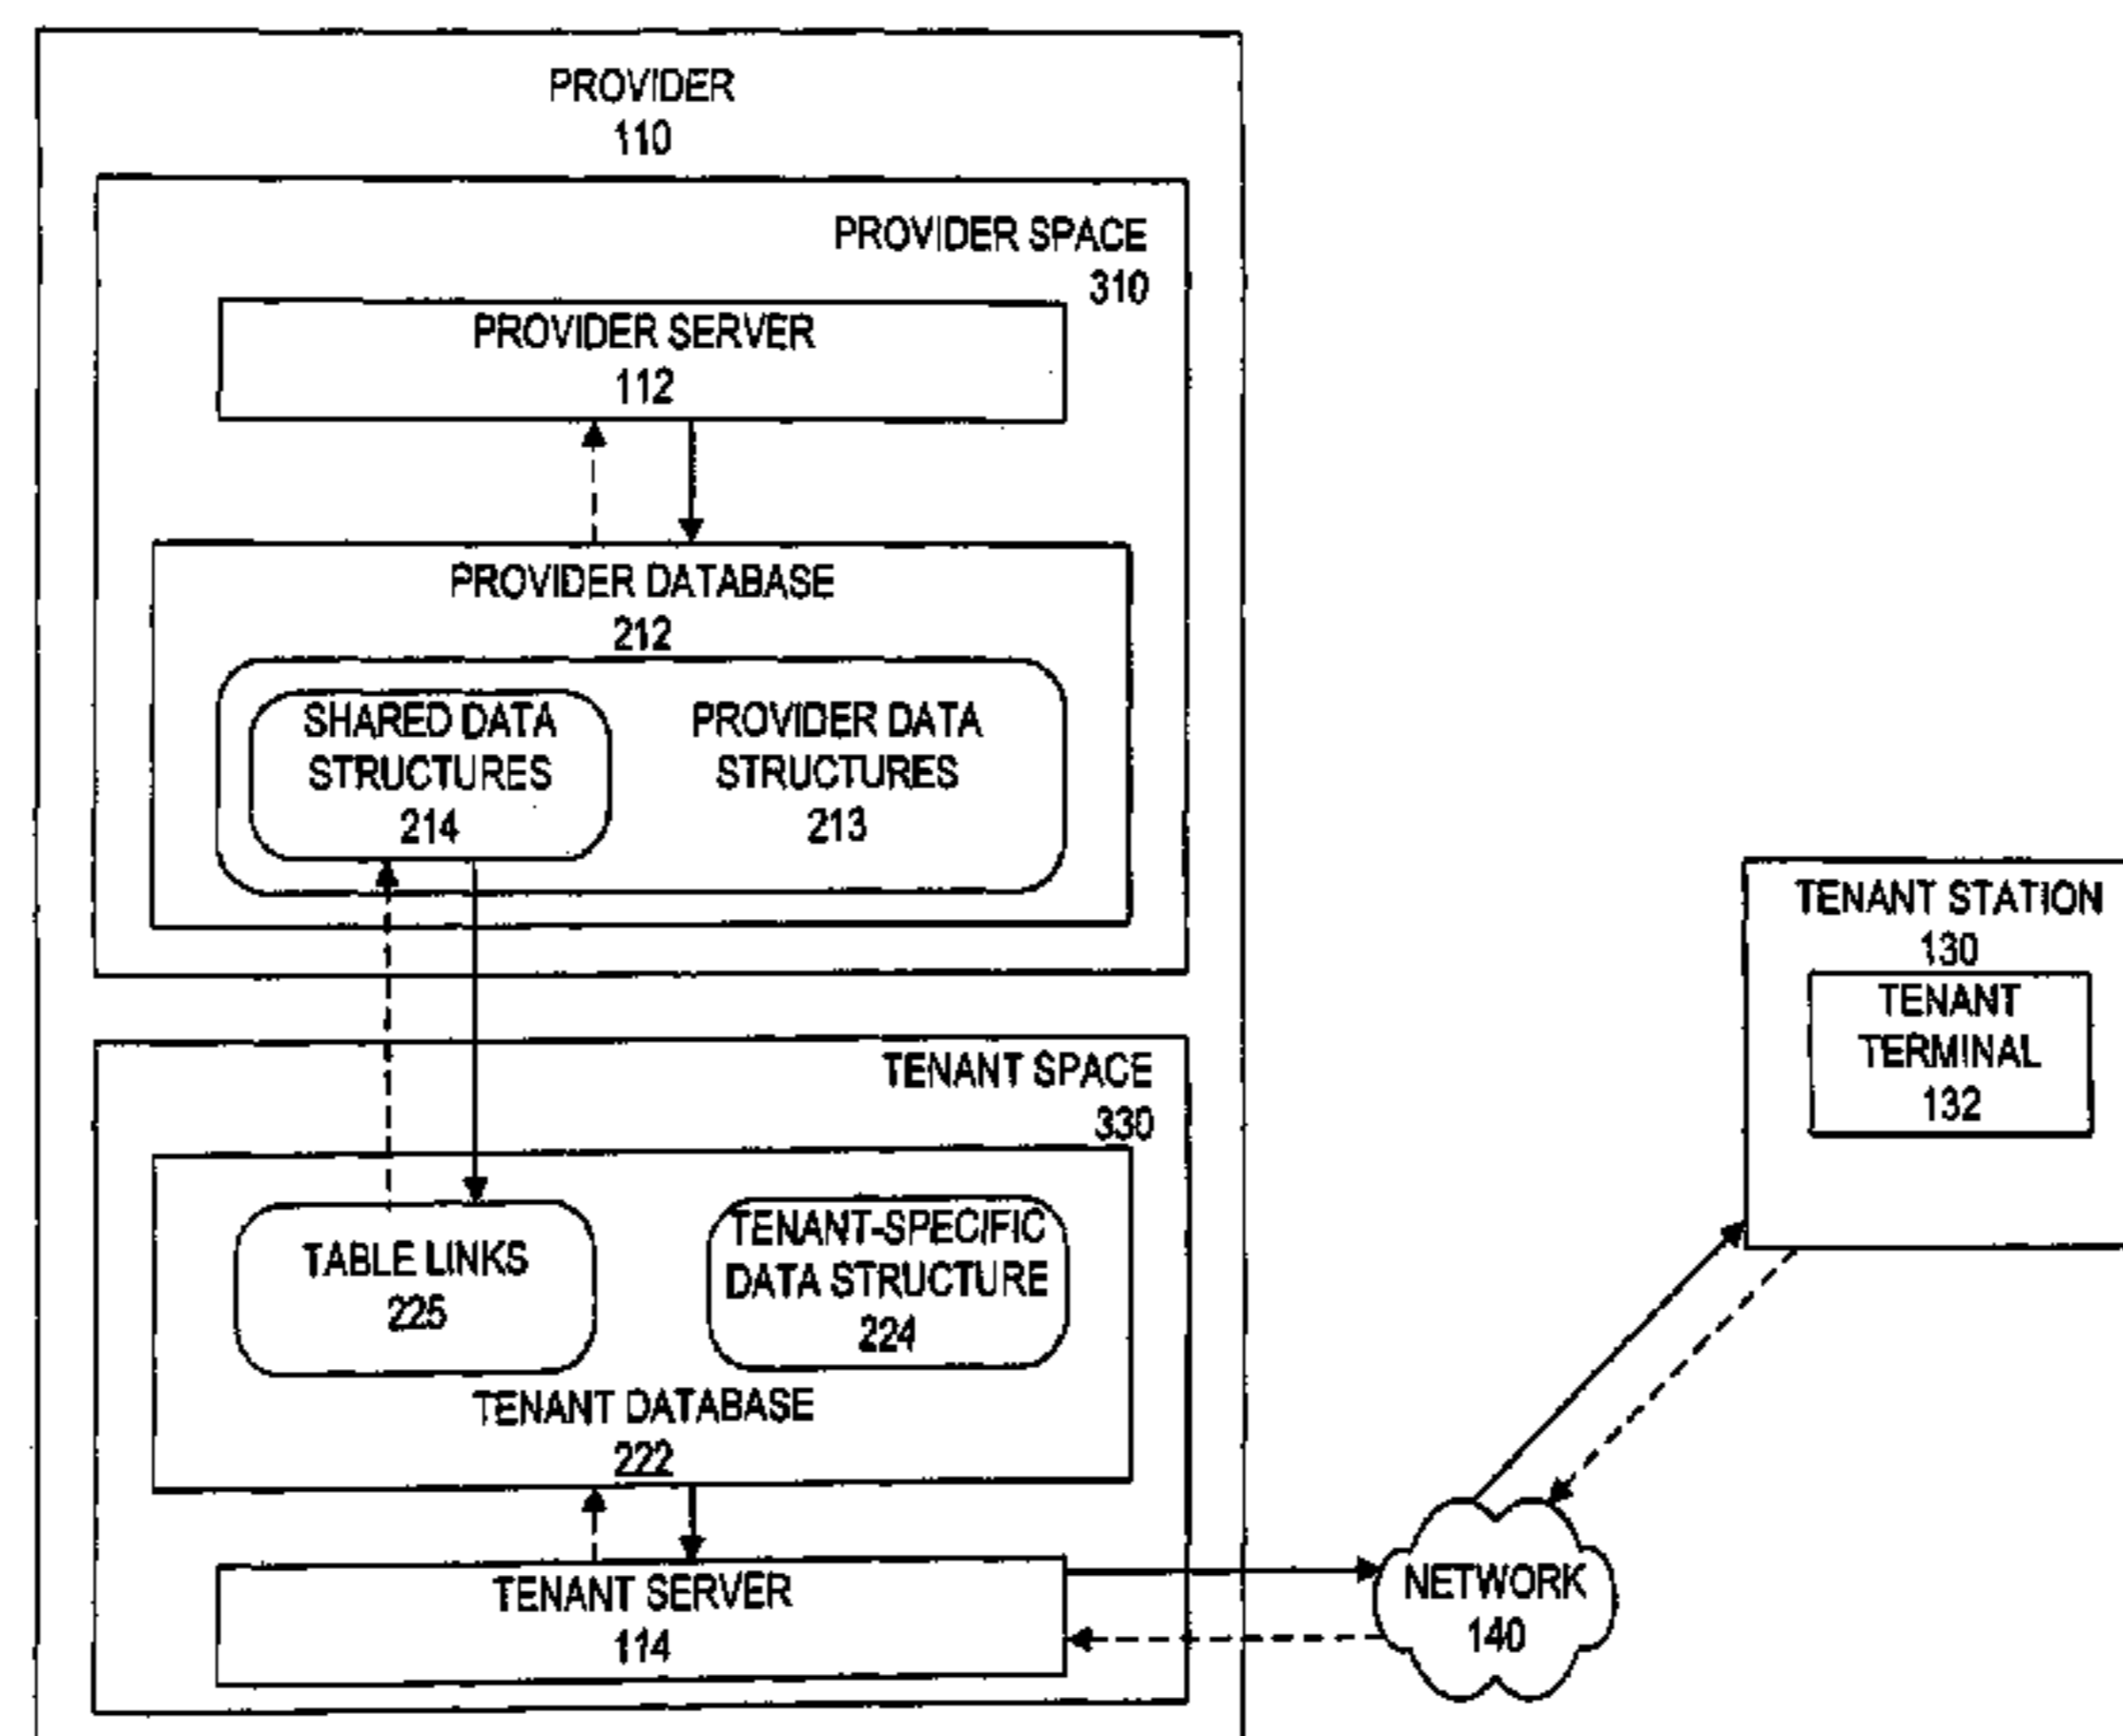 PROVIDER
110
PROVIDER SPACE
310
PROVIDER SERVER
112
PROVIDER DATABASE
212
SHARED DATA
STRUCTURES
214
PROVIDER DATA
STRUCTURES
213
TENANT SPACE
330
TABLE LINKS
225
TENANT-SPECIFIC
DATA STRUCTURE
224
TENANT DATABASE
222
TENANT SERVER
114
NETWORK
140
TENANT STATION
130
TENANT
TERMINAL
132